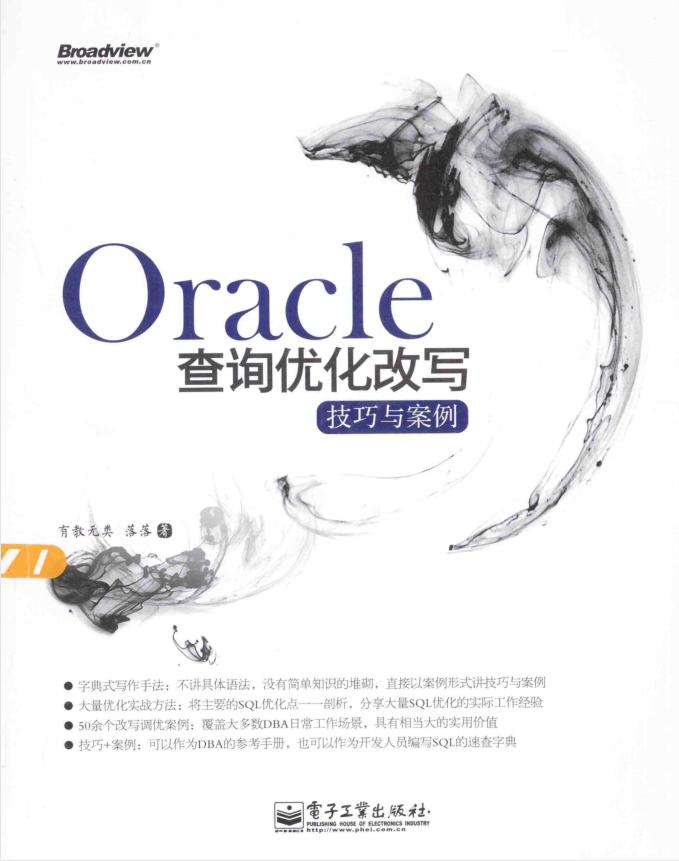 Broadview®
www.broadview.com.cn
Oracle
查询优化改写
技巧与案例
有教无类 落落 著
● 字典式写作手法：不讲具体语法，没有简单知识的堆砌，直接以案例形式讲技巧与案例
● 大量优化实战方法：将主要的SQL优化点一一剖析，分享大量SQL优化的实际工作经验
● 50余个改写调优案例：覆盖大多数DBA日常工作场景，具有相当大的实用价值
● 技巧+案例：可以作为DBA的参考手册，也可以作为开发人员编写SQL的速查字典
電子工業出版社·
PUBLISHING HOUSE OF ELECTRONICS INDUSTRY
http://www.phei.com.cn